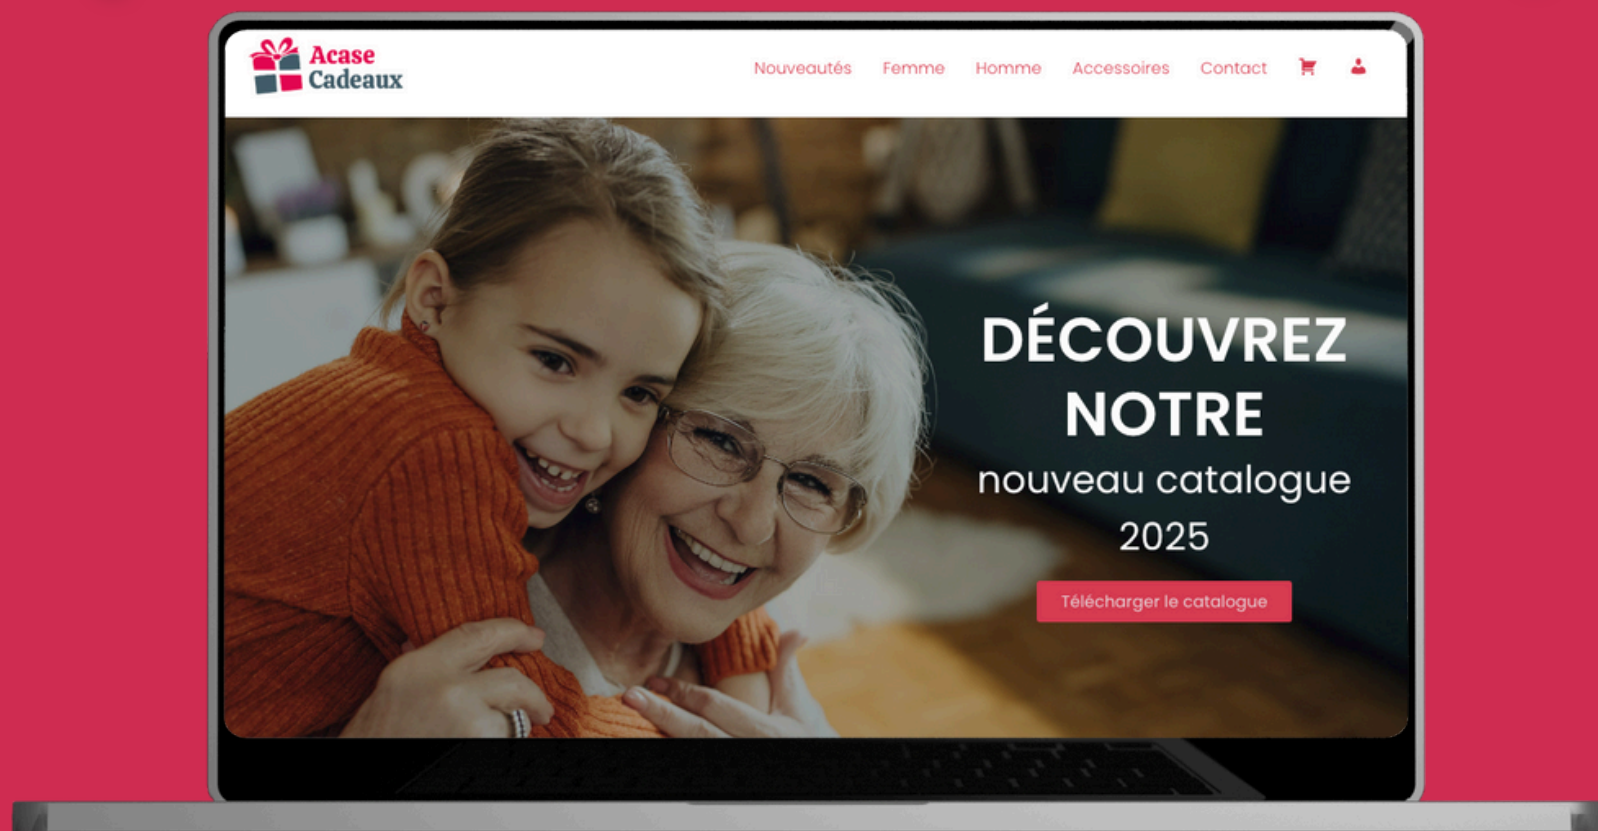 Acase
Cadeaux
Nouveautés Femme Homme Accessoires Contact
DÉCOUVREZ
NOTRE
nouveau catalogue
2025
Télécharger le catalogue